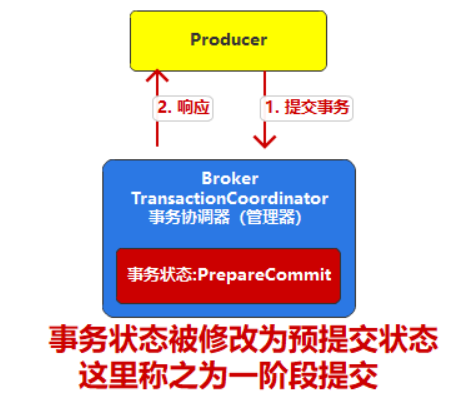 Producer
2. 响应
1. 提交事务
Broker
TransactionCoordinator
事务协调器（管理器）
事务状态:PrepareCommit
事务状态被修改为预提交状态
这里称之为一阶段提交